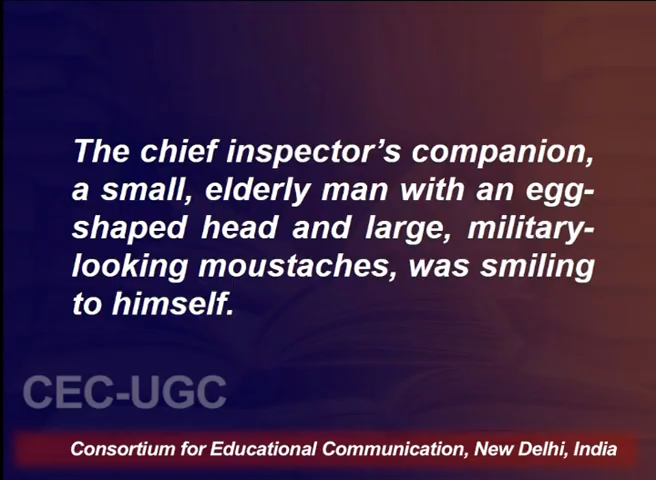 The chief inspector’s companion,
a small, elderly man with an egg-
shaped head and large, military-
looking moustaches, was smiling
to himself.
CEC-UGC
Consortium for Educational Communication, New Delhi, India